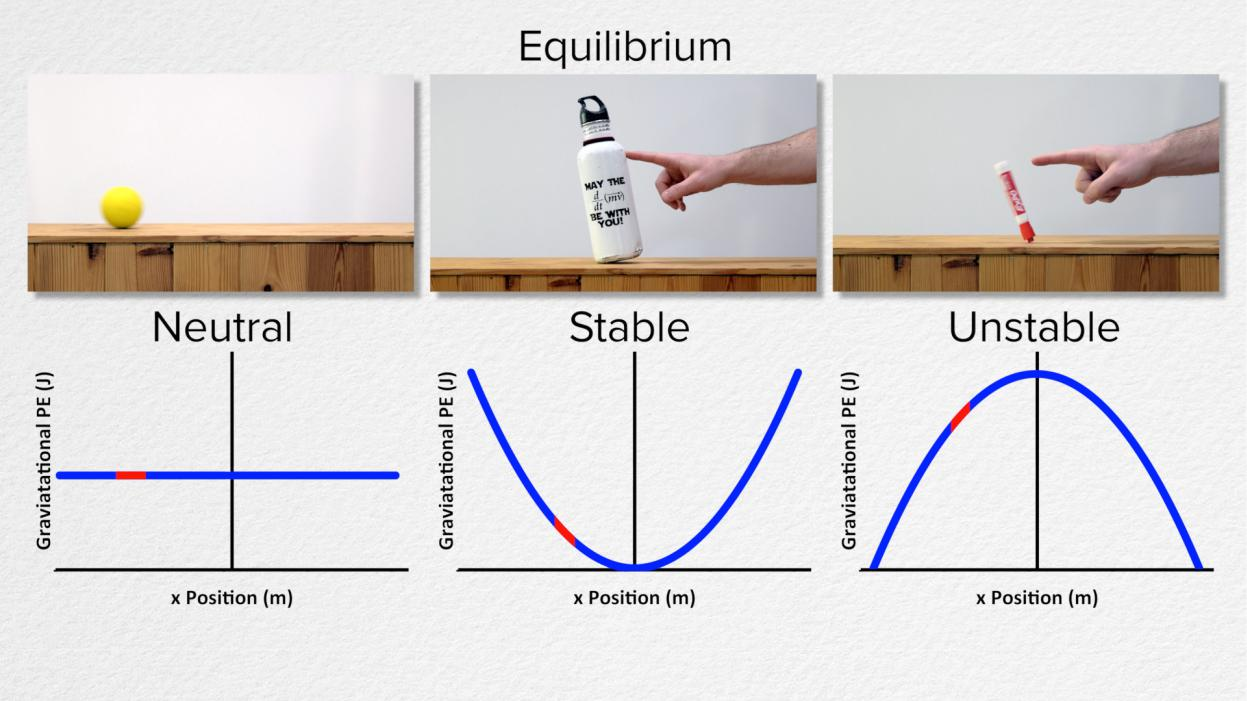 Equilibrium
MAY THE
d/dt (mv)
BE WITH
YOU!
EXPO
Neutral
Stable
Unstable
Graviatational PE (J)
x Position (m)
Graviatational PE (J)
x Position (m)
Graviatational PE (J)
x Position (m)